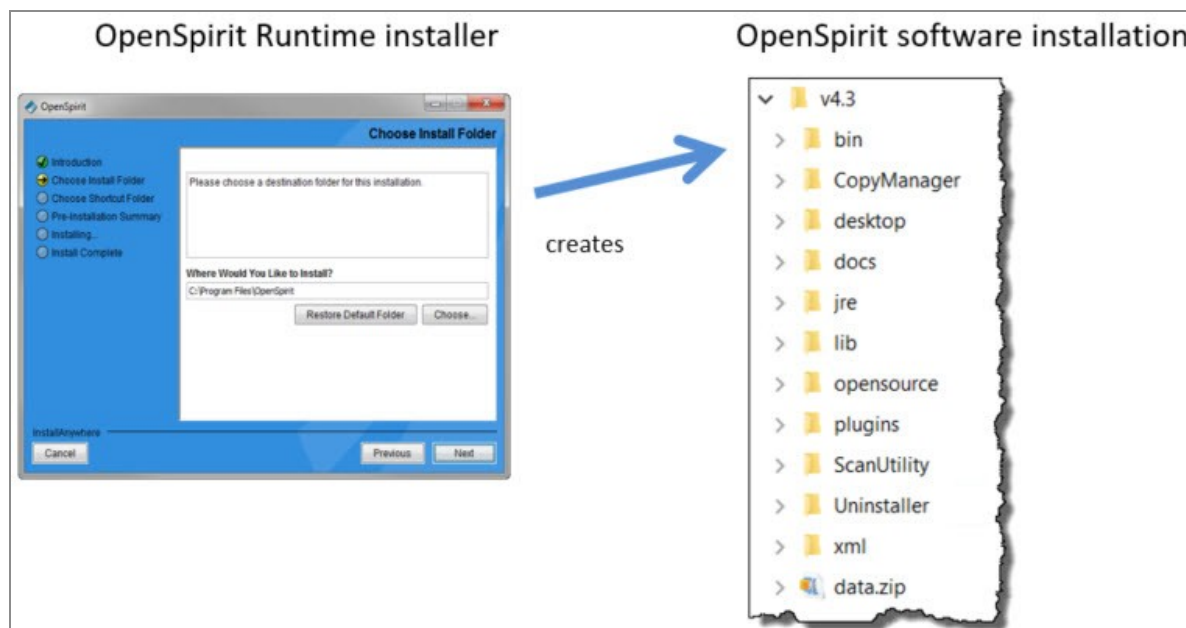 OpenSpirit Runtime installer
OpenSpirit software installation
OpenSpirit
Choose Install Folder
Introduction
Choose Install Folder
Choose Shortcut Folder
Pre-Installation Summary
Installing...
Install Complete
Please choose a destination folder for this installation.
Where Would You Like to Install?
C:\Program Files\OpenSpirit
Restore Default Folder
Choose...
InstallAnywhere
Cancel
Previous
Next
creates
v4.3
bin
CopyManager
desktop
docs
jre
lib
opensource
plugins
ScanUtility
Uninstaller
xml
data.zip